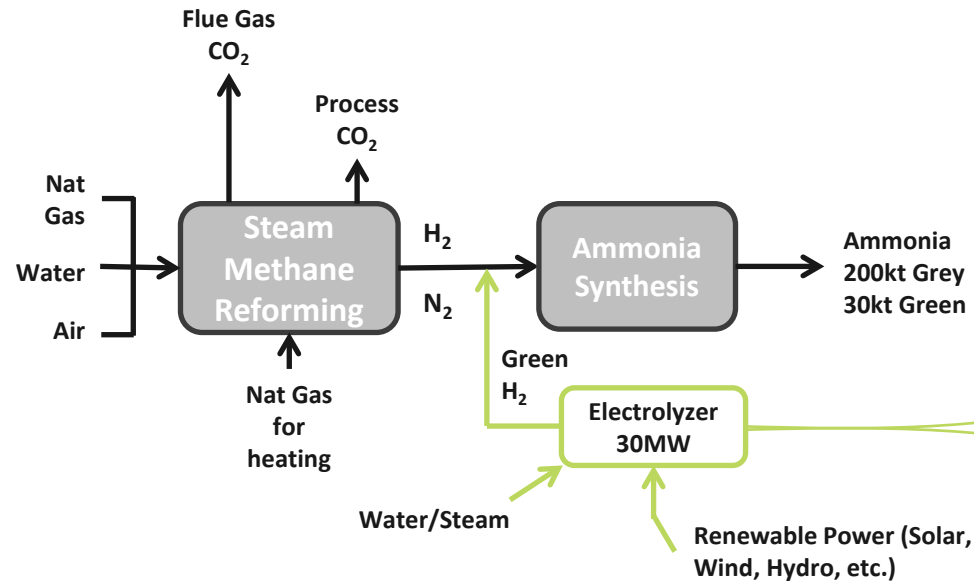 Flue Gas
CO₂
Process
CO₂
Nat
Gas
Water
Air
Steam
Methane
Reforming
H₂
N₂
Ammonia
Synthesis
Ammonia
200kt Grey
30kt Green
Nat Gas
for
heating
Green
H₂
Electrolyzer
30MW
Water/Steam
Renewable Power (Solar,
Wind, Hydro, etc.)